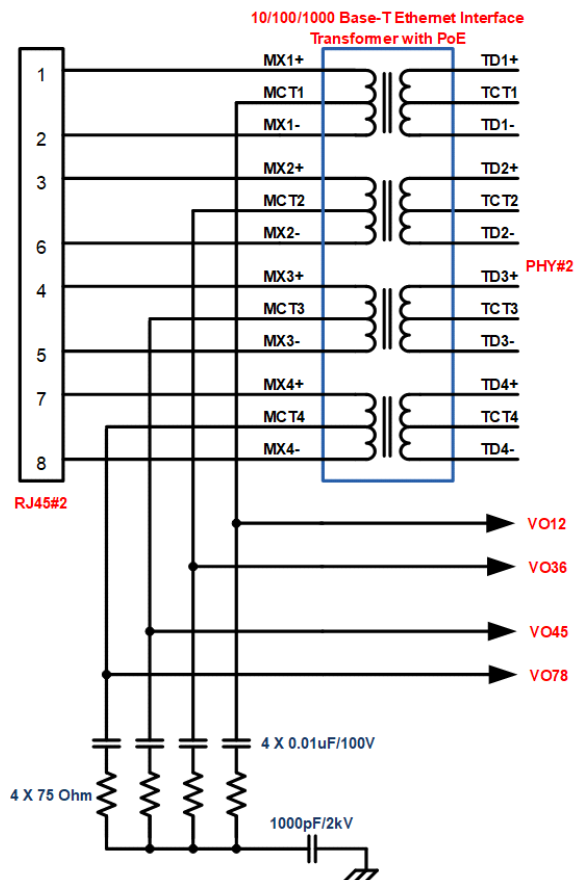 10/100/1000 Base-T Ethernet Interface
Transformer with PoE
1 MX1+ TD1+
MCT1 TCT1
2 MX1- TD1-
3 MX2+ TD2+
MCT2 TCT2
6 MX2- TD2-
PHY#2
4 MX3+ TD3+
MCT3 TCT3
5 MX3- TD3-
7 MX4+ TD4+
MCT4 TCT4
8 MX4- TD4-
RJ45#2
VO12
VO36
VO45
VO78
4 X 0.01uF/100V
4 X 75 Ohm
1000pF/2kV